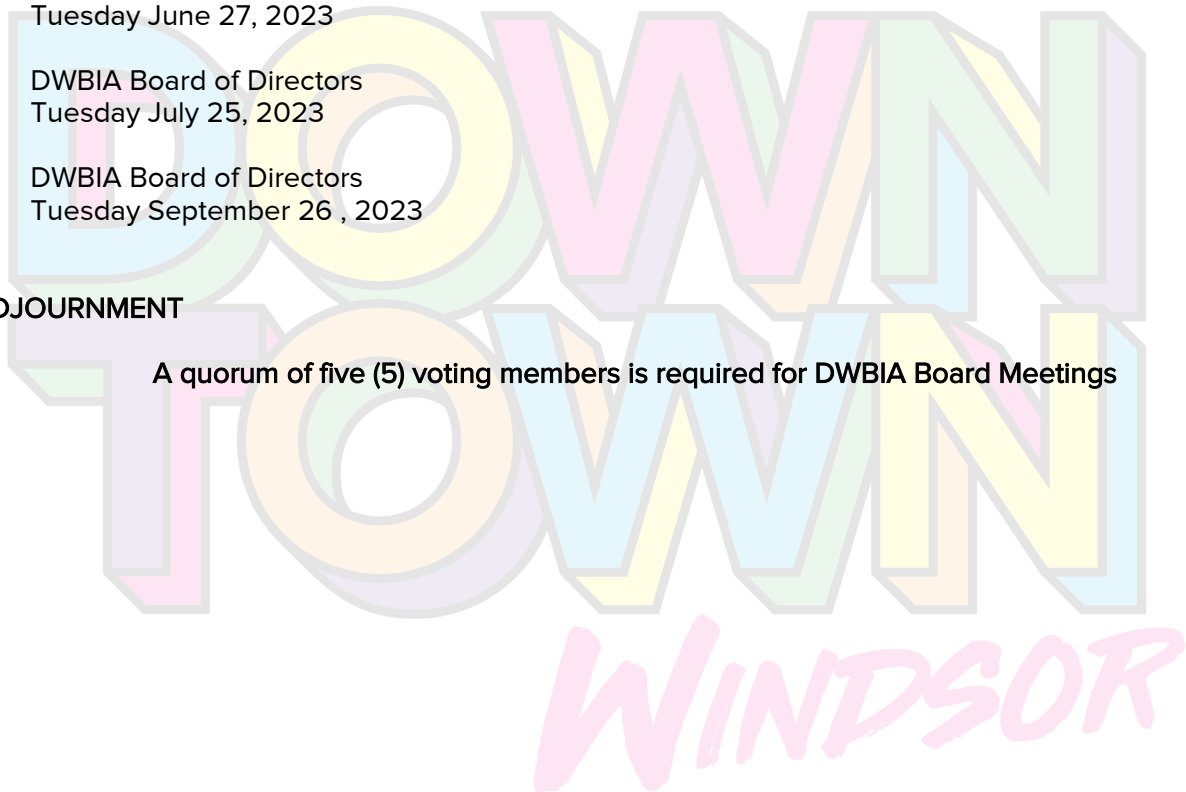 Tuesday June 27, 2023
DWBIA Board of Directors
Tuesday July 25, 2023
DWBIA Board of Directors
Tuesday September 26 , 2023
DJOURNMENT
A quorum of five (5) voting members is required for DWBIA Board Meetings
DOWN
TOWN
WINDSOR